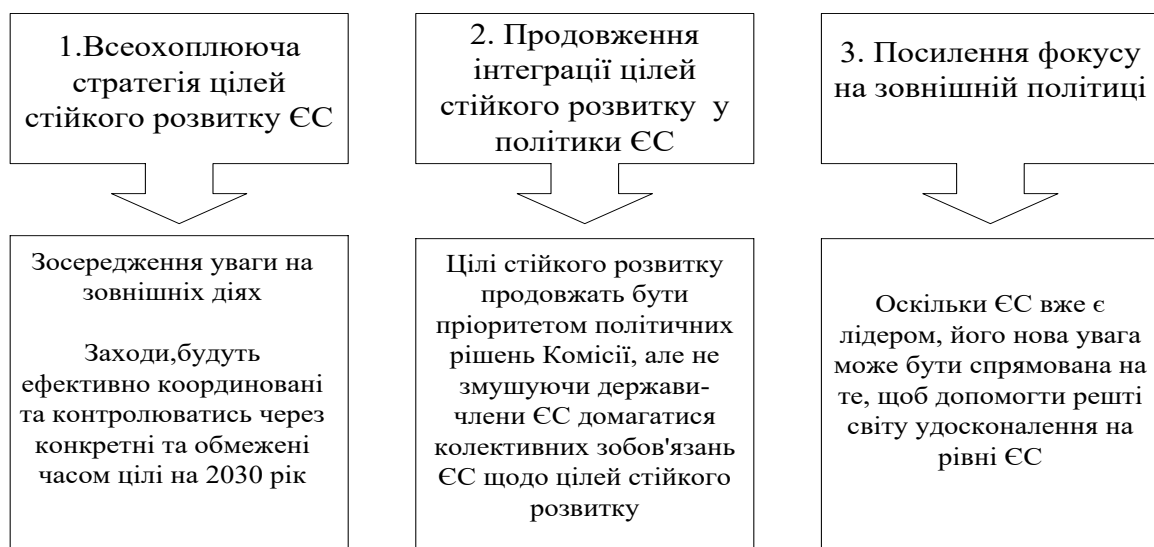 1.Всеохоплююча
стратегія цілей
стійкого розвитку ЄС
2. Продовження
інтеграції цілей
стійкого розвитку у
політики ЄС
3. Посилення фокусу
на зовнішній політиці
Зосередження уваги на
зовнішніх діях
Заходи,будуть
ефективно координовані
та контролюватись через
конкретні та обмежені
часом цілі на 2030 рік
Цілі стійкого розвитку
продовжать бути
пріоритетом політичних
рішень Комісії, але не
змушуючи держави-
члени ЄС домагатися
колективних зобов'язань
ЄС щодо цілей стійкого
розвитку
Оскільки ЄС вже є
лідером, його нова увага
може бути спрямована на
те, щоб допомогти решті
світу удосконалення на
рівні ЄС